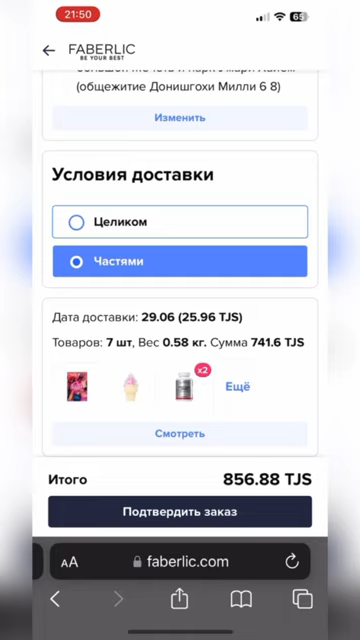 21:50
65
FABERLIC
BE YOUR BEST
(общежитие Донишгохи Милли 6 8)
Изменить
Условия доставки
Целиком
Частями
Дата доставки: 29.06 (25.96 TJS)
Товаров: 7 шт, Вес 0.58 кг. Сумма 741.6 TJS
x2
Ещё
Смотреть
Итого
856.88 TJS
Подтвердить заказ
AA
faberlic.com